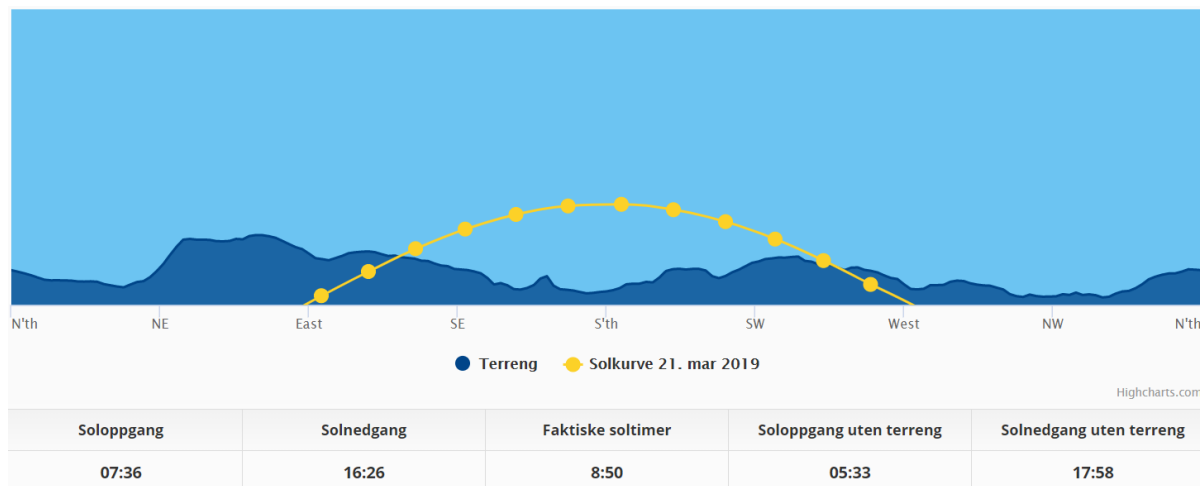 N'th NE East SE S'th SW West NW N'th
Terreng Solkurve 21. mar 2019
Highcharts.com
Soloppgang Solnedgang Faktiske soltimer Soloppgang uten terreng Solnedgang uten terreng
07:36 16:26 8:50 05:33 17:58